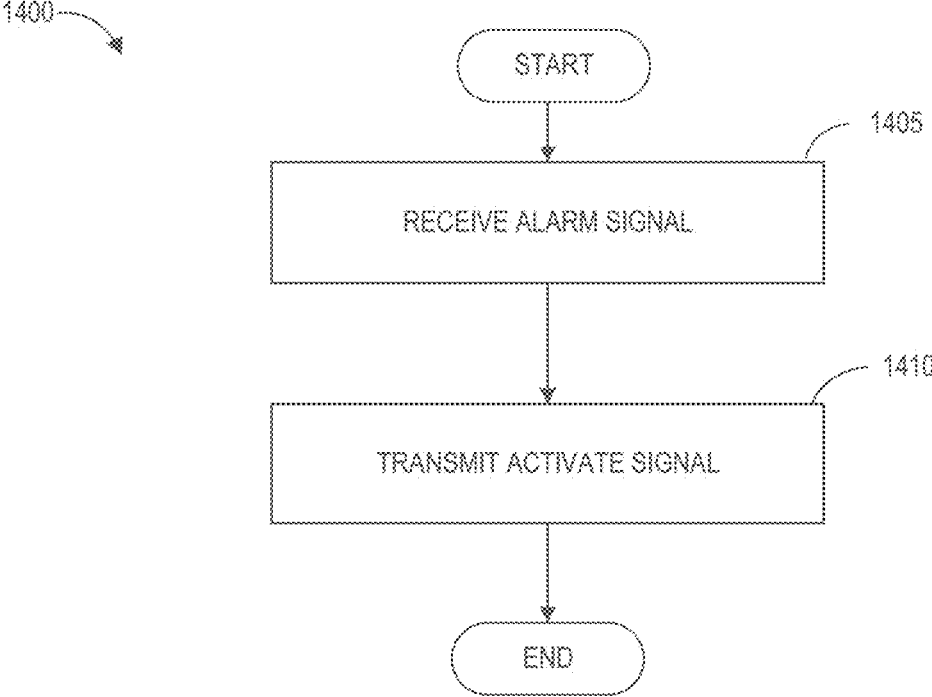 1400
START
1405
RECEIVE ALARM SIGNAL
1410
TRANSMIT ACTIVATE SIGNAL
END